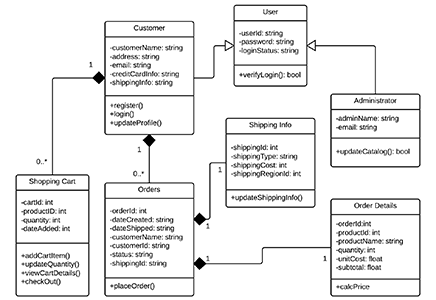 User
-userId: string
-password: string
-loginStatus: string
+verifyLogin(): bool
Customer
-customerName: string
-address: string
-email: string
-creditCardInfo: string
-shippingInfo: string
+register()
+login()
+updateProfile()
Administrator
-adminName: string
-email: string
+updateCatalog(): bool
1
0..*
1
0..*
Shopping Cart
-cartId: int
-productID: int
-quantity: int
-dateAdded: int
+addCartItem()
+updateQuantity()
+viewCartDetails()
+checkOut()
Orders
-orderId: int
-dateCreated: string
-dateShipped: string
-customerName: string
-customerId: string
-status: string
-shippingId: string
+placeOrder()
Shipping Info
-shippingId: int
-shippingType: string
-shippingCost: int
-shippingRegionId: int
+updateShippingInfo()
1
1
1
1
Order Details
-orderId:int
-productId: int
-productName: string
-quantity: int
-unitCost: float
-subtotal: float
+calcPrice